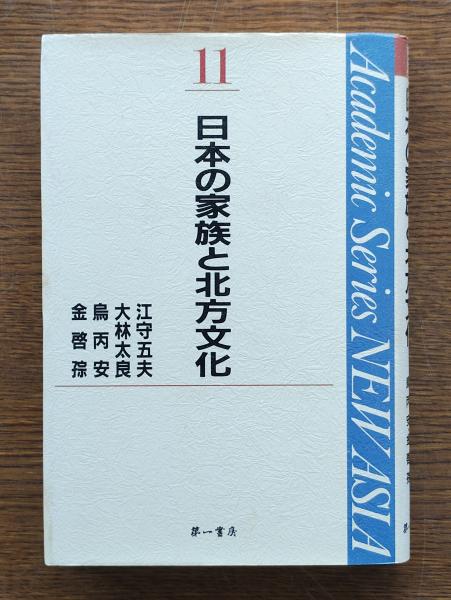 11
日本の家族と北方文化
江守五夫
大林太良
烏丙安
金啓孮
第一書房
Academic Series NEW ASIA